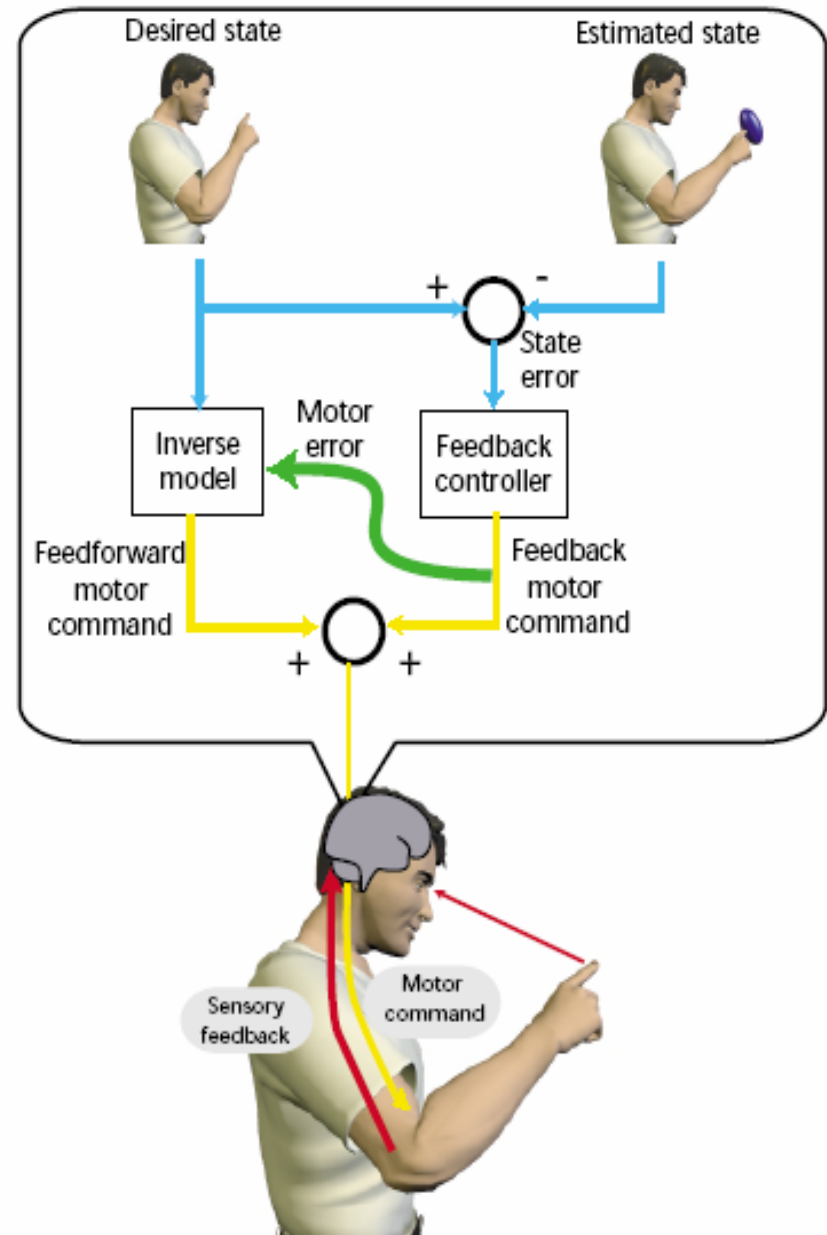 Desired state
Estimated state
+
-
State
error
Motor
error
Inverse
model
Feedback
controller
Feedforward
motor
command
Feedback
motor
command
+
+
Sensory
feedback
Motor
command